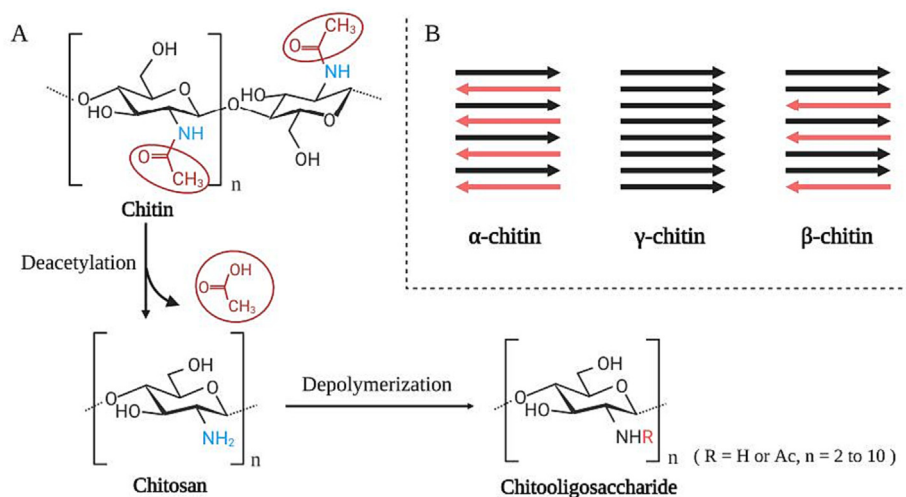 A
CH₃
O
NH
OH
O
O
HO
O
HO
O
NH
O
CH₃
OH
n
Chitin
Deacetylation
OH
O
CH₃
OH
O
O
HO
NH₂
n
Chitosan
Depolymerization
OH
O
O
HO
NHR
n
( R = H or Ac, n = 2 to 10 )
Chitooligosaccharide
B
α-chitin
γ-chitin
β-chitin